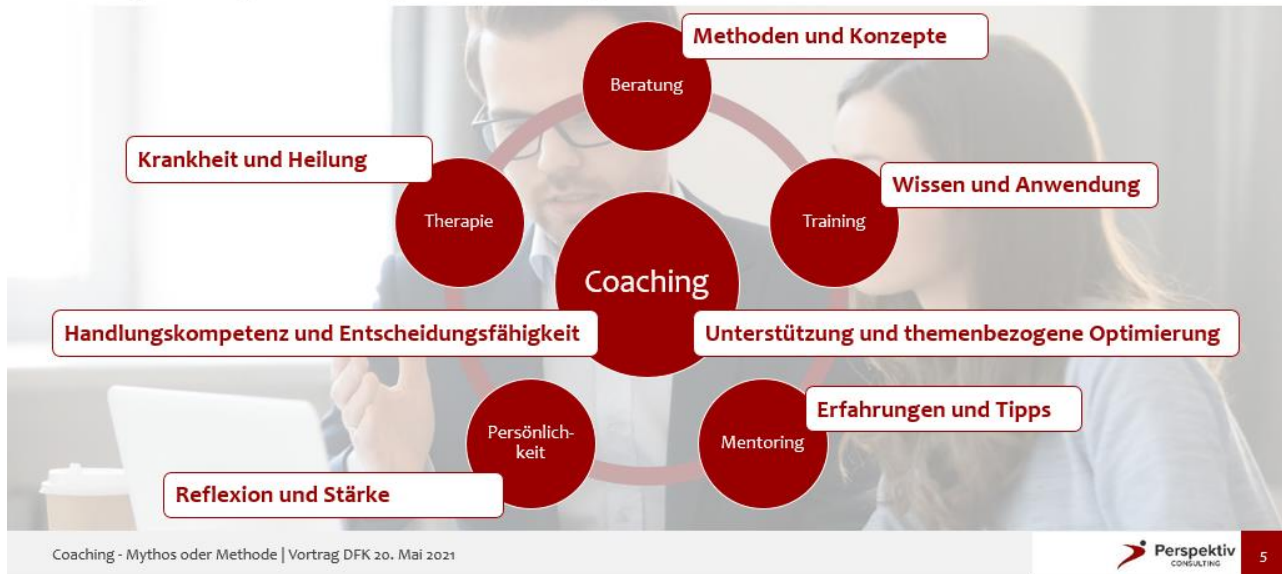 Methoden und Konzepte
Beratung
Krankheit und Heilung
Wissen und Anwendung
Therapie
Training
Coaching
Handlungskompetenz und Entscheidungsfähigkeit
Unterstützung und themenbezogene Optimierung
Erfahrungen und Tipps
Persönlich-
keit
Mentoring
Reflexion und Stärke
Coaching - Mythos oder Methode | Vortrag DFK 20. Mai 2021
Perspektiv
CONSULTING
5